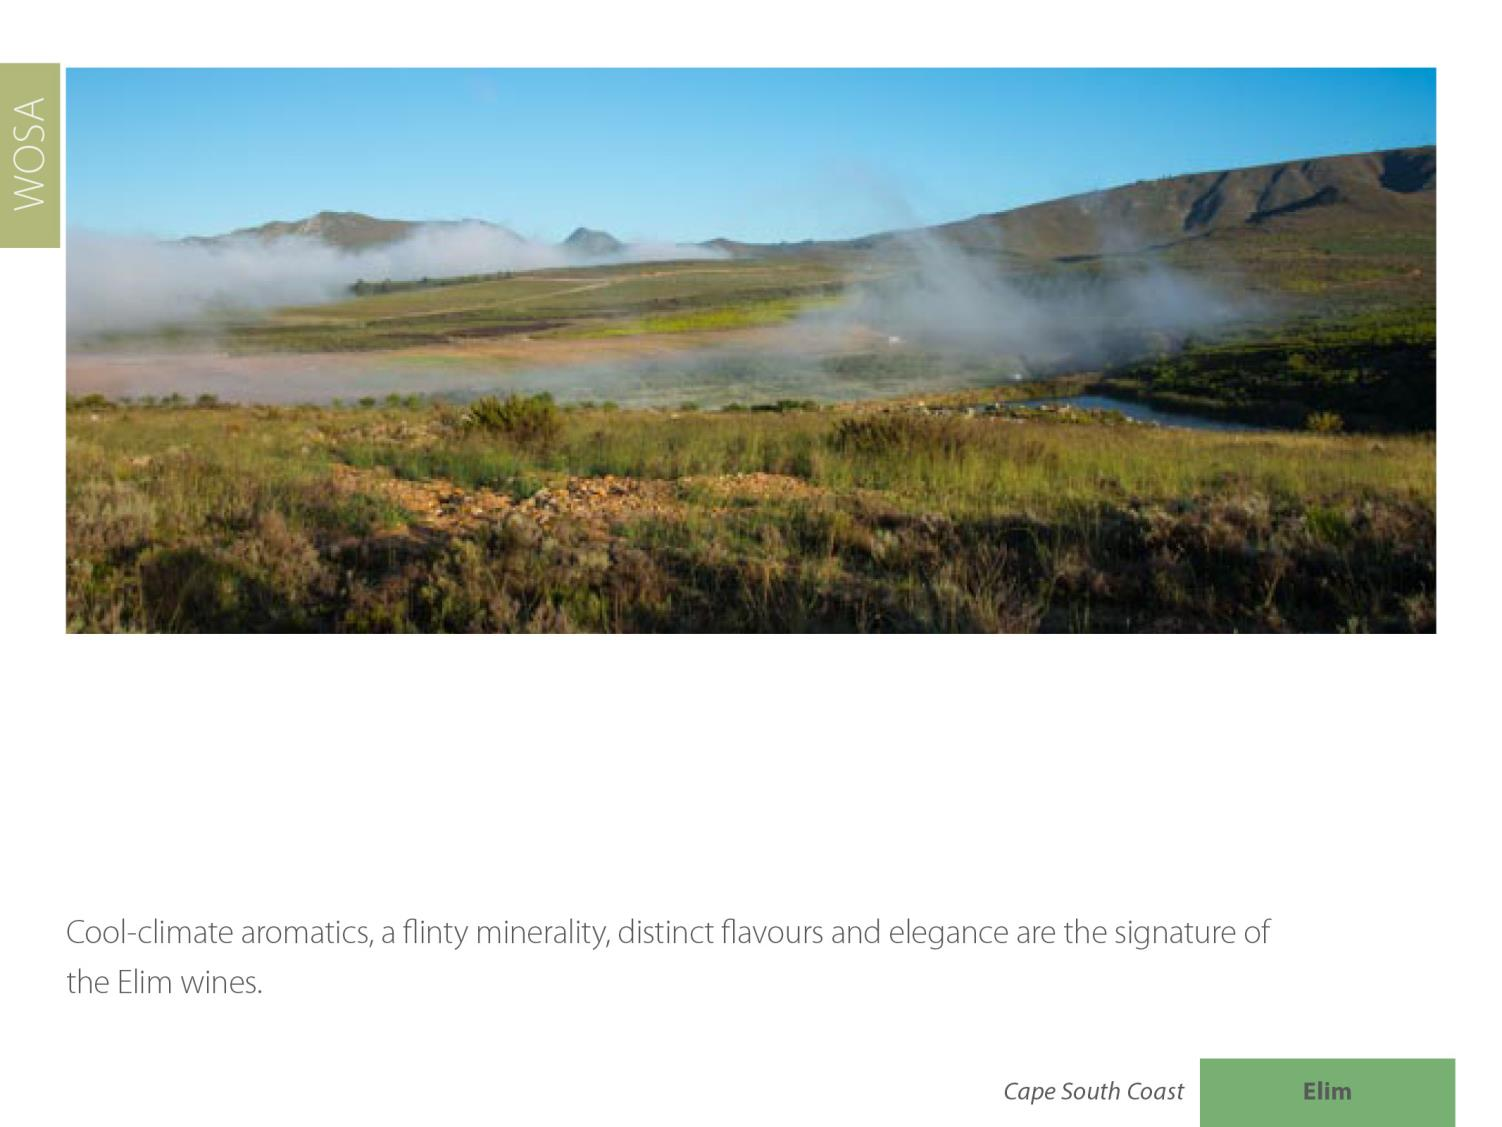 WOSA
Cool-climate aromatics, a flinty minerality, distinct flavours and elegance are the signature of
the Elim wines.
Cape South Coast
Elim